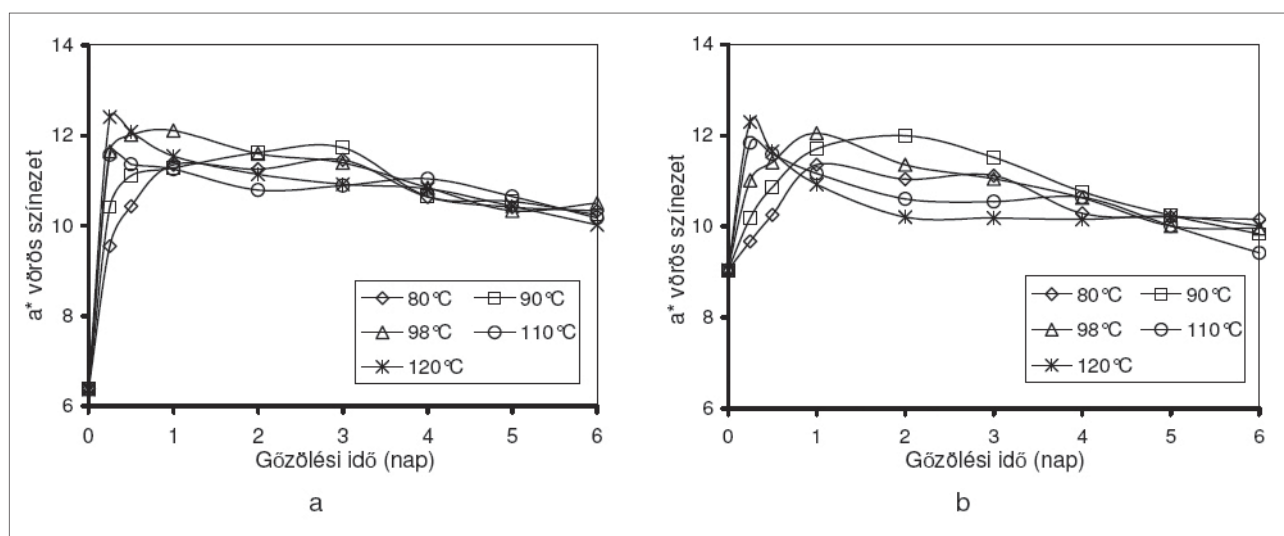 a* vörös színezet
14
12
10
8
6
0 1 2 3 4 5 6
Gőzölési idő (nap)
80°C 90°C
98°C 110°C
120°C
a
a* vörös színezet
14
12
10
8
6
0 1 2 3 4 5 6
Gőzölési idő (nap)
80°C 90°C
98°C 110°C
120°C
b